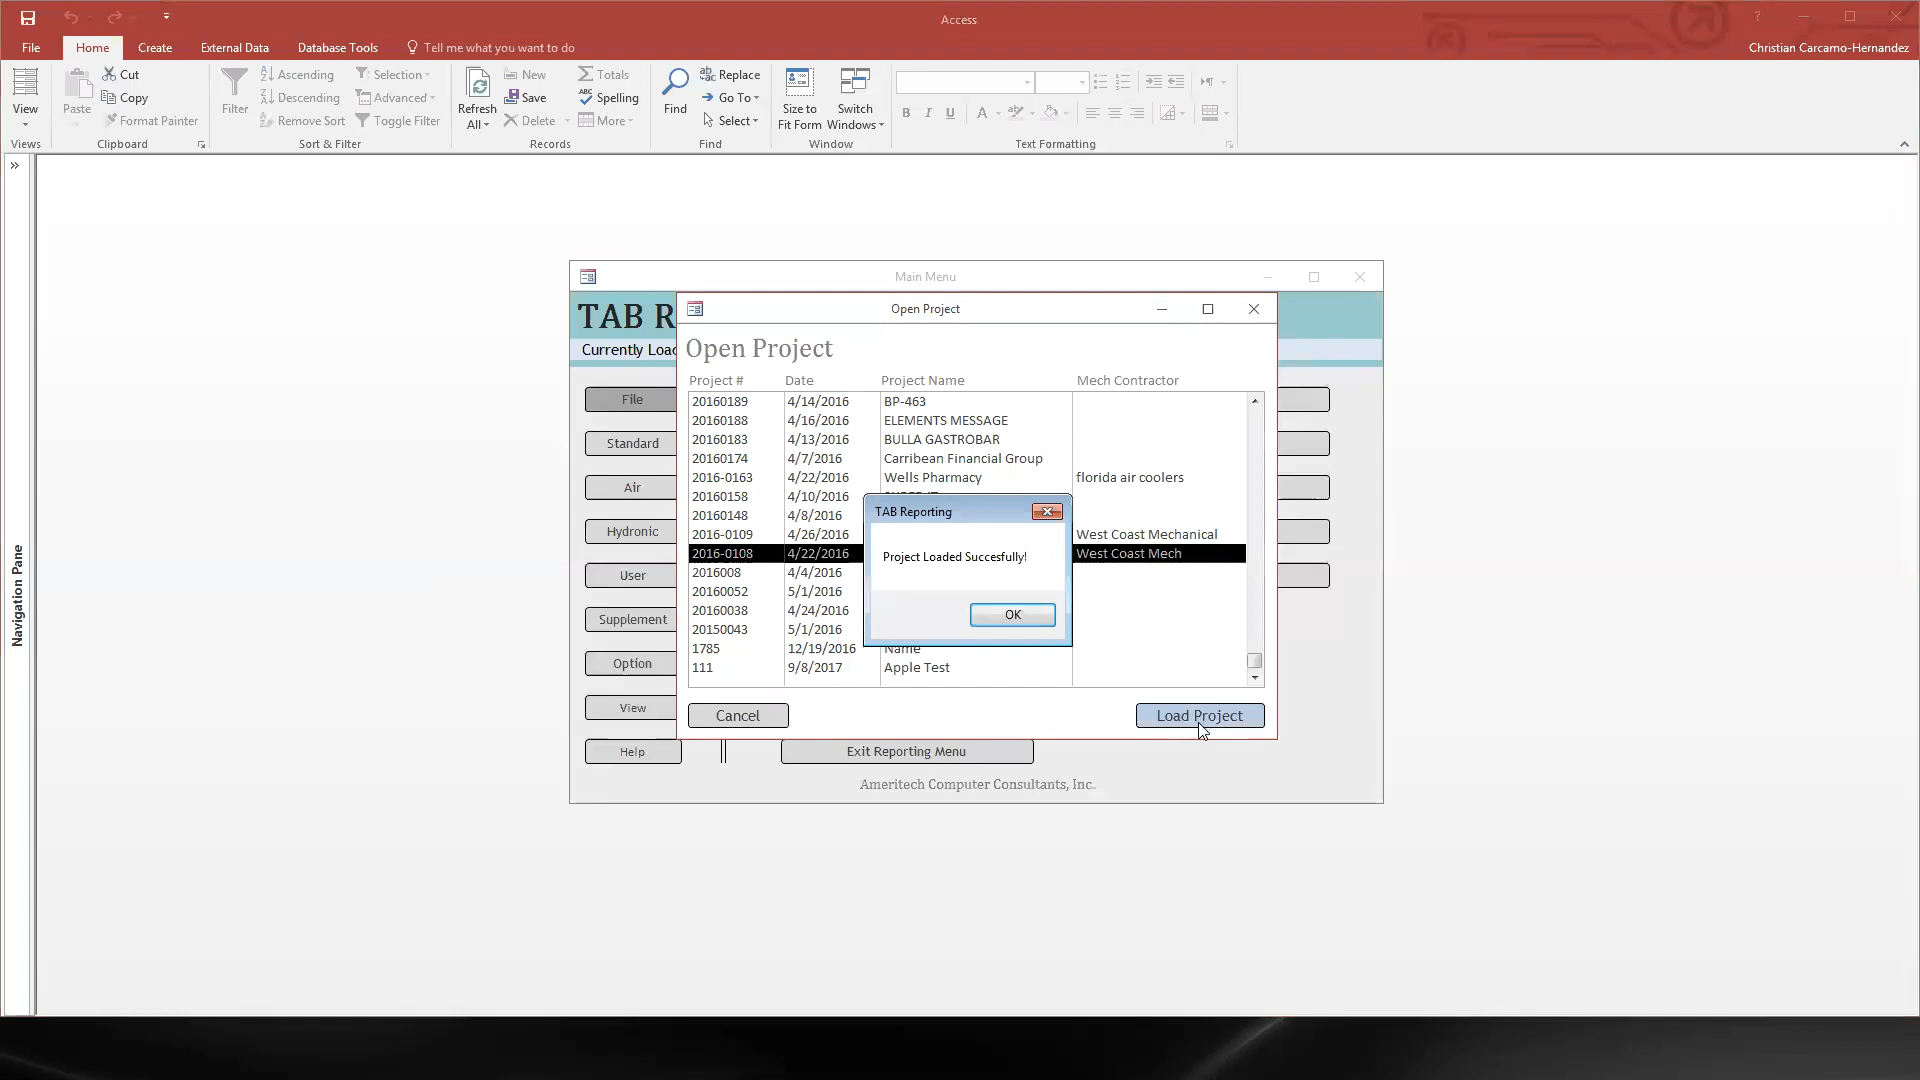 Access
File Home Create External Data Database Tools Tell me what you want to do Christian Carcamo-Hernandez
View
Views
Paste
Cut
Copy
Format Painter
Clipboard
Filter
Ascending
Descending
Remove Sort
Selection
Advanced
Toggle Filter
Sort & Filter
Refresh
All
New
Save
Delete
Totals
Spelling
More
Records
Find
Replace
Go To
Select
Find
Size to
Fit Form
Switch
Windows
Window
B I U A
Text Formatting
Navigation Pane
Main Menu
TAB R
Currently Load
File
Standard
Air
Hydronic
User
Supplement
Option
View
Help
Open Project
Open Project
Project # Date Project Name Mech Contractor
20160189 4/14/2016 BP-463
20160188 4/16/2016 ELEMENTS MESSAGE
20160183 4/13/2016 BULLA GASTROBAR
20160174 4/7/2016 Carribean Financial Group
2016-0163 4/22/2016 Wells Pharmacy florida air coolers
20160158 4/10/2016
20160148 4/8/2016
2016-0109 4/26/2016 West Coast Mechanical
2016-0108 4/22/2016 West Coast Mech
2016008 4/4/2016
20160052 5/1/2016
20160038 4/24/2016
20150043 5/1/2016
1785 12/19/2016 Name
111 9/8/2017 Apple Test
TAB Reporting
Project Loaded Succesfully!
OK
Cancel Load Project
Exit Reporting Menu
Ameritech Computer Consultants, Inc.